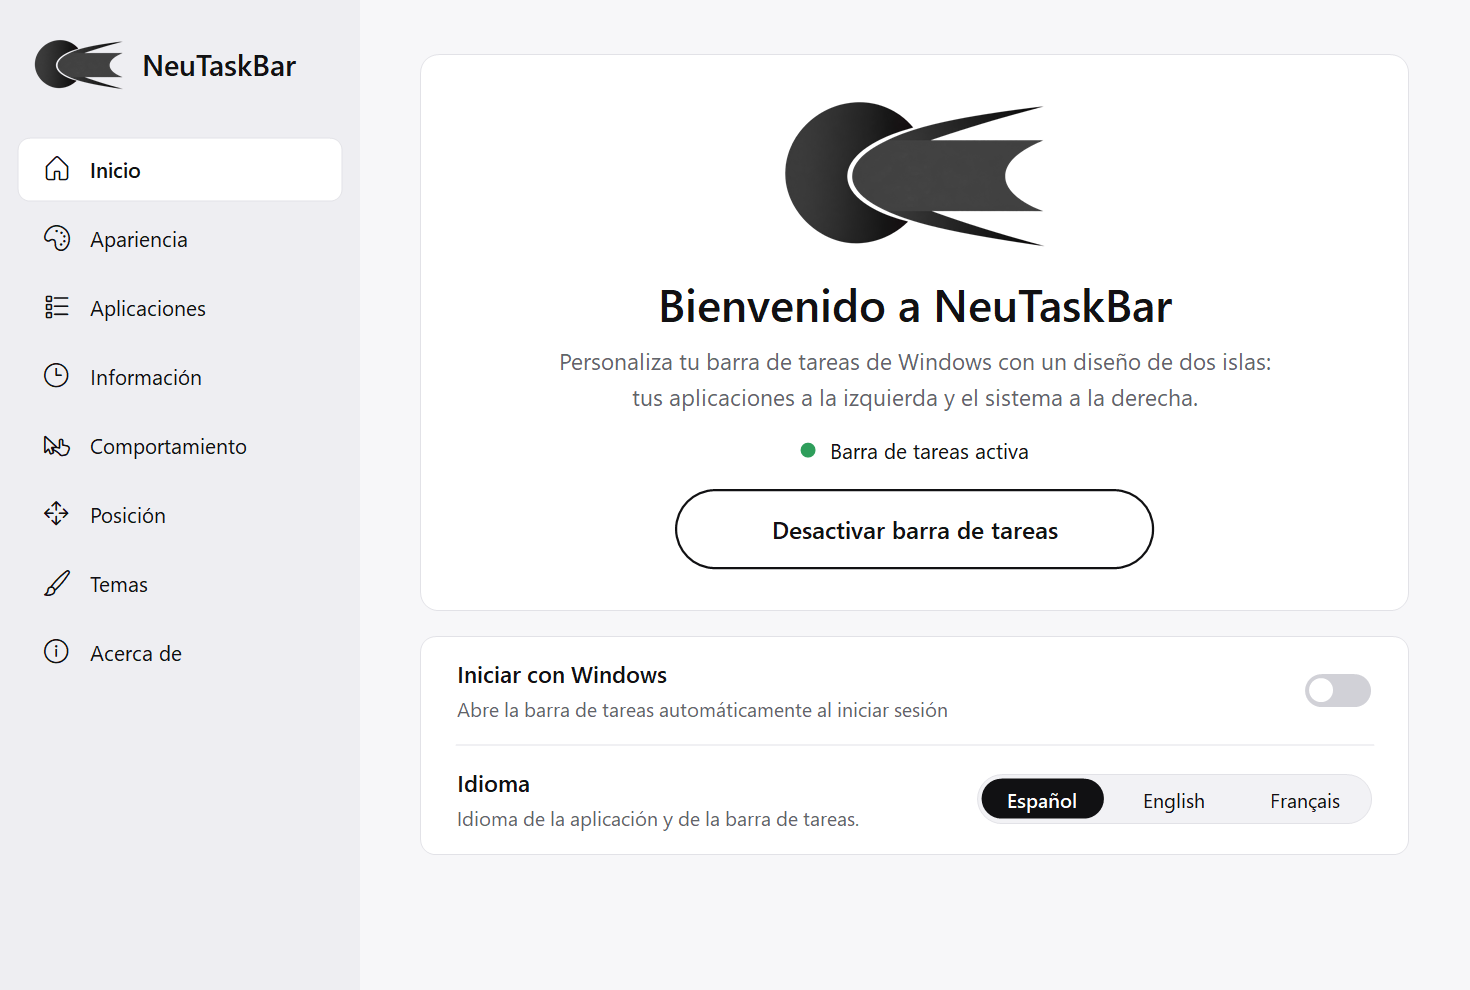 NeuTaskBar
Inicio
Apariencia
Aplicaciones
Información
Comportamiento
Posición
Temas
Acerca de
Bienvenido a NeuTaskBar
Personaliza tu barra de tareas de Windows con un diseño de dos islas:
tus aplicaciones a la izquierda y el sistema a la derecha.
Barra de tareas activa
Desactivar barra de tareas
Iniciar con Windows
Abre la barra de tareas automáticamente al iniciar sesión
Idioma
Idioma de la aplicación y de la barra de tareas.
Español English Français